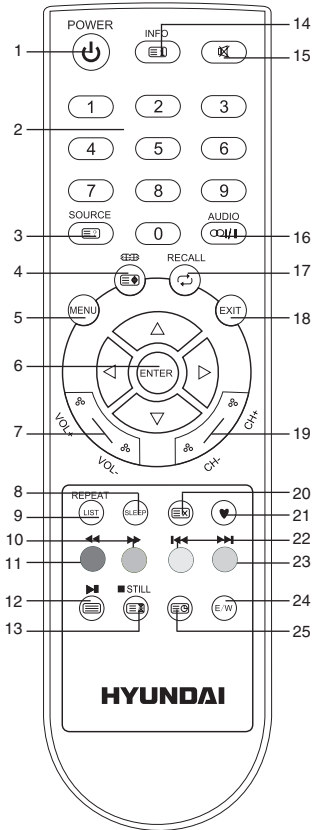 POWER
INFO
14
1
15
1 2 3
2
4 5 6
7 8 9
SOURCE
AUDIO
3
0
16
I/II
RECALL
4
17
MENU
EXIT
5
18
6
ENTER
7
VOL+
VOL-
CH+
CH-
19
8
REPEAT
20
9
LIST
SLEEP
21
10
22
11
23
12
STILL
24
E/W
13
25
HYUNDAI